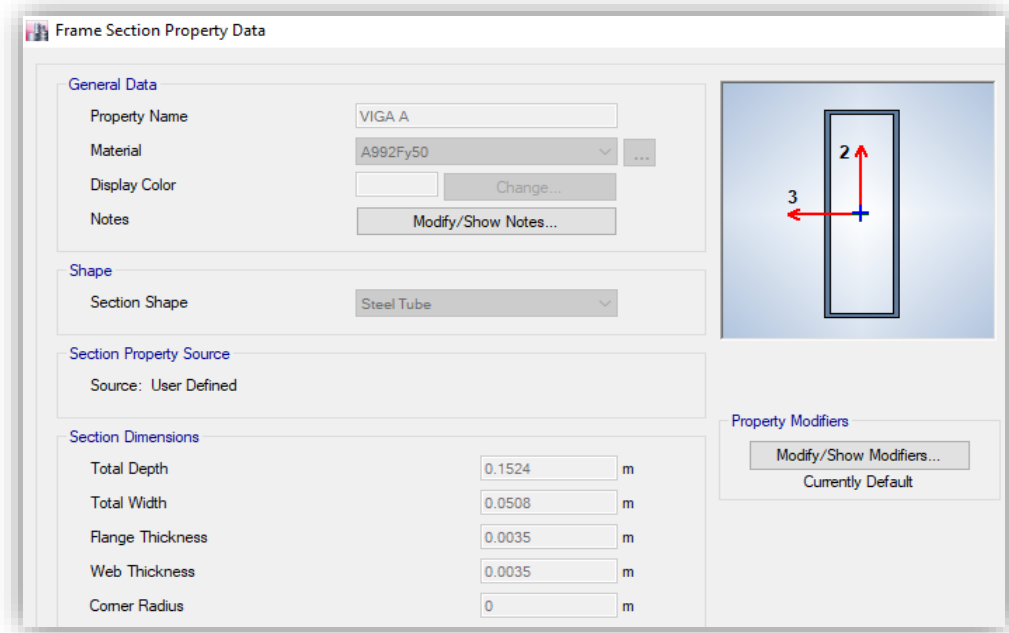 Frame Section Property Data
General Data
Property Name VIGA A
Material A992Fy50 ...
Display Color Change...
Notes Modify/Show Notes...
Shape
Section Shape Steel Tube
Section Property Source
Source: User Defined
Section Dimensions
Total Depth 0.1524 m
Total Width 0.0508 m
Flange Thickness 0.0035 m
Web Thickness 0.0035 m
Corner Radius 0 m
2
3
Property Modifiers
Modify/Show Modifiers...
Currently Default